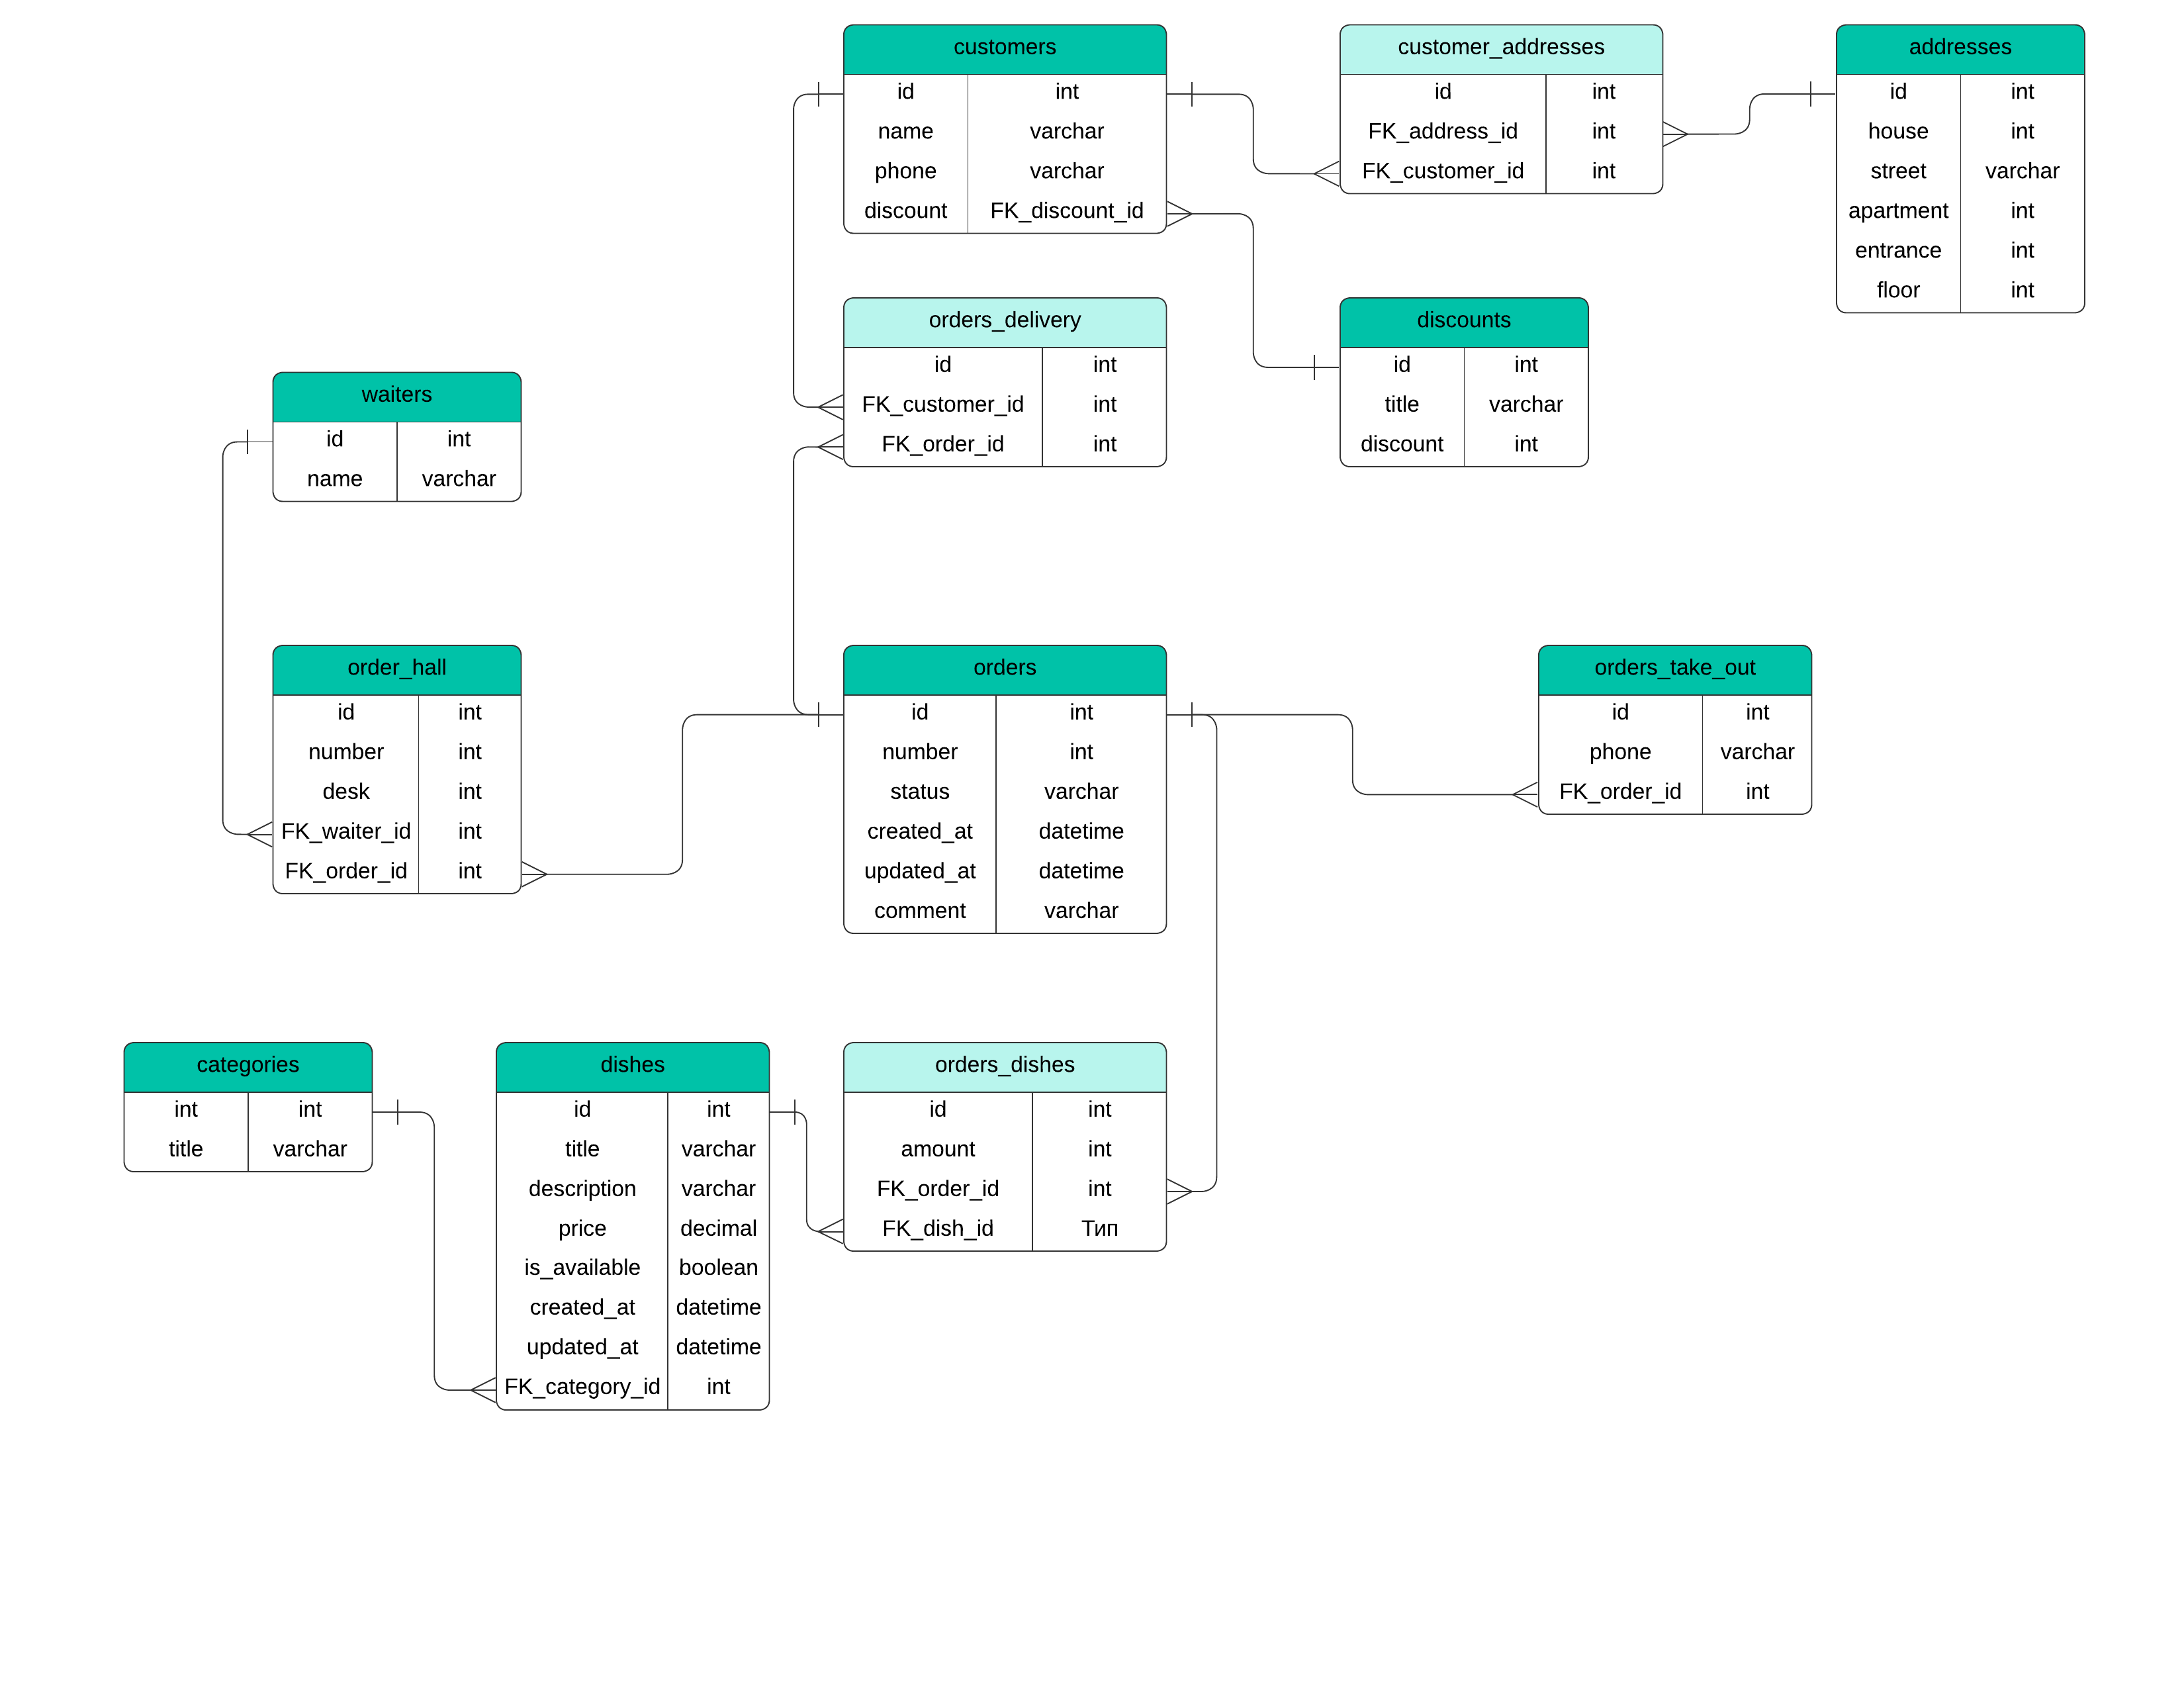 customers
id int
name varchar
phone varchar
discount FK_discount_id
customer_addresses
id int
FK_address_id int
FK_customer_id int
addresses
id int
house int
street varchar
apartment int
entrance int
floor int
orders_delivery
id int
FK_customer_id int
FK_order_id int
discounts
id int
title varchar
discount int
waiters
id int
name varchar
order_hall
id int
number int
desk int
FK_waiter_id int
FK_order_id int
orders
id int
number int
status varchar
created_at datetime
updated_at datetime
comment varchar
orders_take_out
id int
phone varchar
FK_order_id int
categories
int int
title varchar
dishes
id int
title varchar
description varchar
price decimal
is_available boolean
created_at datetime
updated_at datetime
FK_category_id int
orders_dishes
id int
amount int
FK_order_id int
FK_dish_id Тип